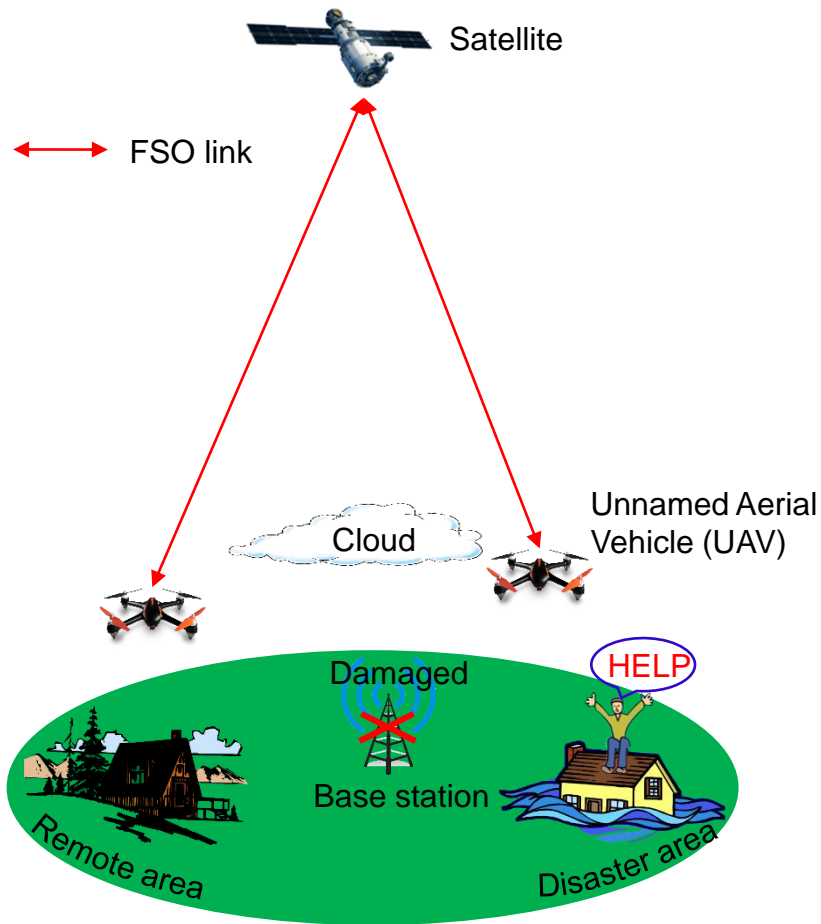 Satellite
FSO link
Unnamed Aerial
Vehicle (UAV)
Cloud
HELP
Damaged
Base station
Remote area
Disaster area